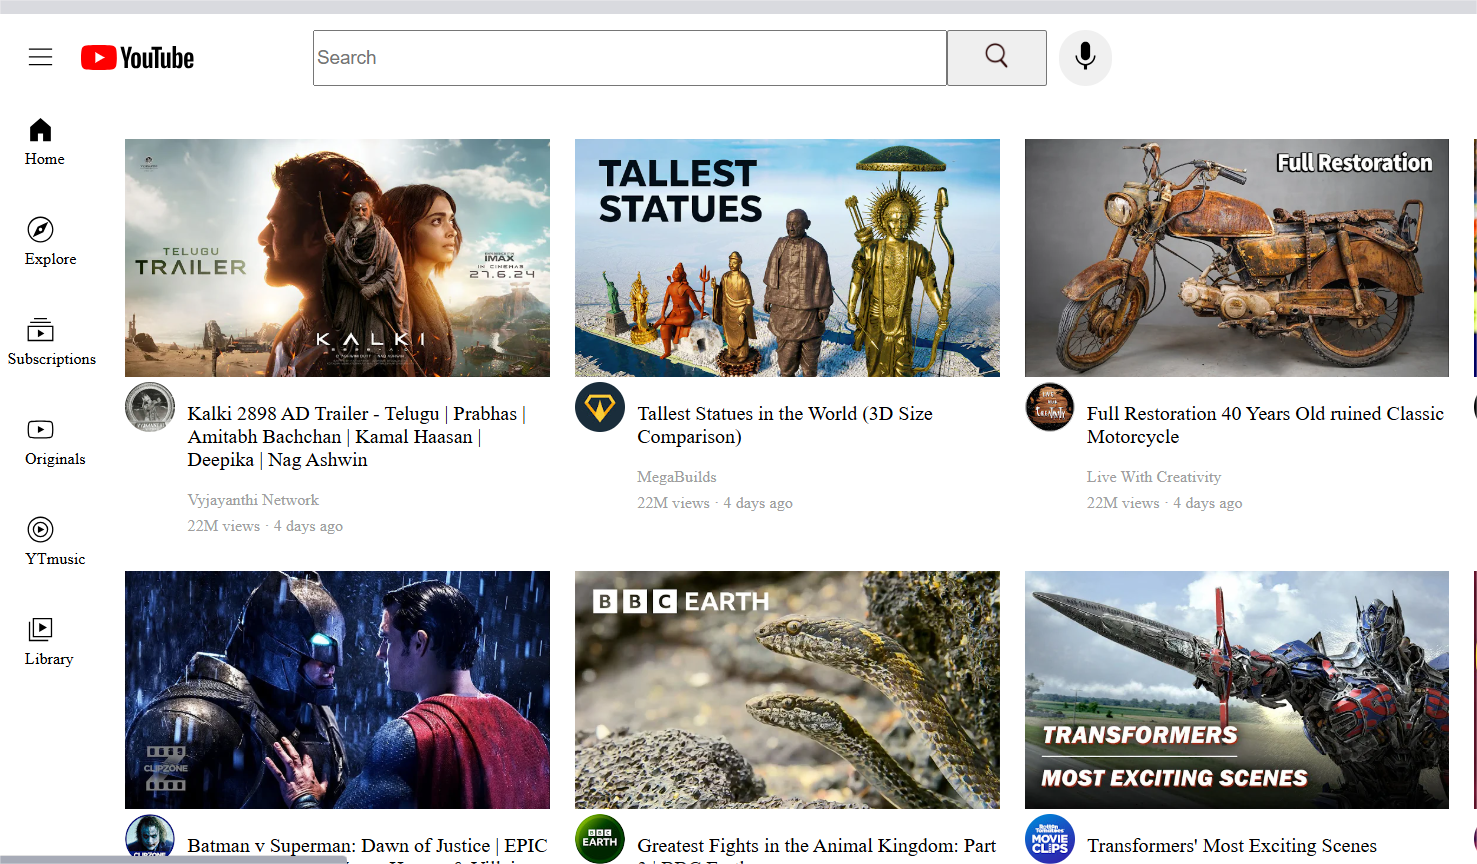 YouTube
Search
Home
Explore
Subscriptions
Originals
YTmusic
Library
TELUGU
TRAILER
IMAX
IN CINEMAS
27.6.24
KALKI
Kalki 2898 AD Trailer - Telugu | Prabhas |
Amitabh Bachchan | Kamal Haasan |
Deepika | Nag Ashwin
Vyjayanthi Network
22M views · 4 days ago
TALLEST
STATUES
Tallest Statues in the World (3D Size
Comparison)
MegaBuilds
22M views · 4 days ago
Full Restoration
Full Restoration 40 Years Old ruined Classic
Motorcycle
Live With Creativity
22M views · 4 days ago
CLIPZONE
Batman v Superman: Dawn of Justice | EPIC
BBC EARTH
BBC
EARTH
Greatest Fights in the Animal Kingdom: Part
TRANSFORMERS
MOST EXCITING SCENES
MOVIE
CLIPS
Transformers' Most Exciting Scenes